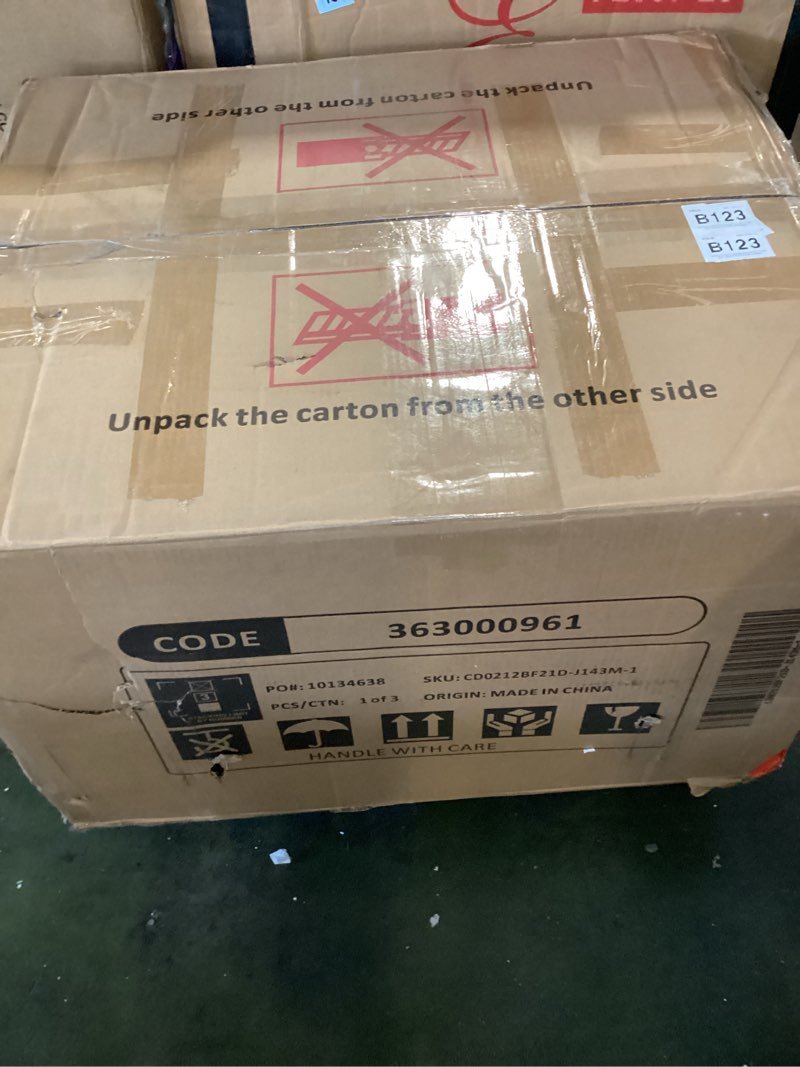 Unpack the carton from the other side
B123
B123
Unpack the carton from the other side
CODE
363000961
PO#: 10134638
SKU: CD0212BF21D-J143M-1
PCS/CTN: 1 of 3
ORIGIN: MADE IN CHINA
3
HANDLE WITH CARE